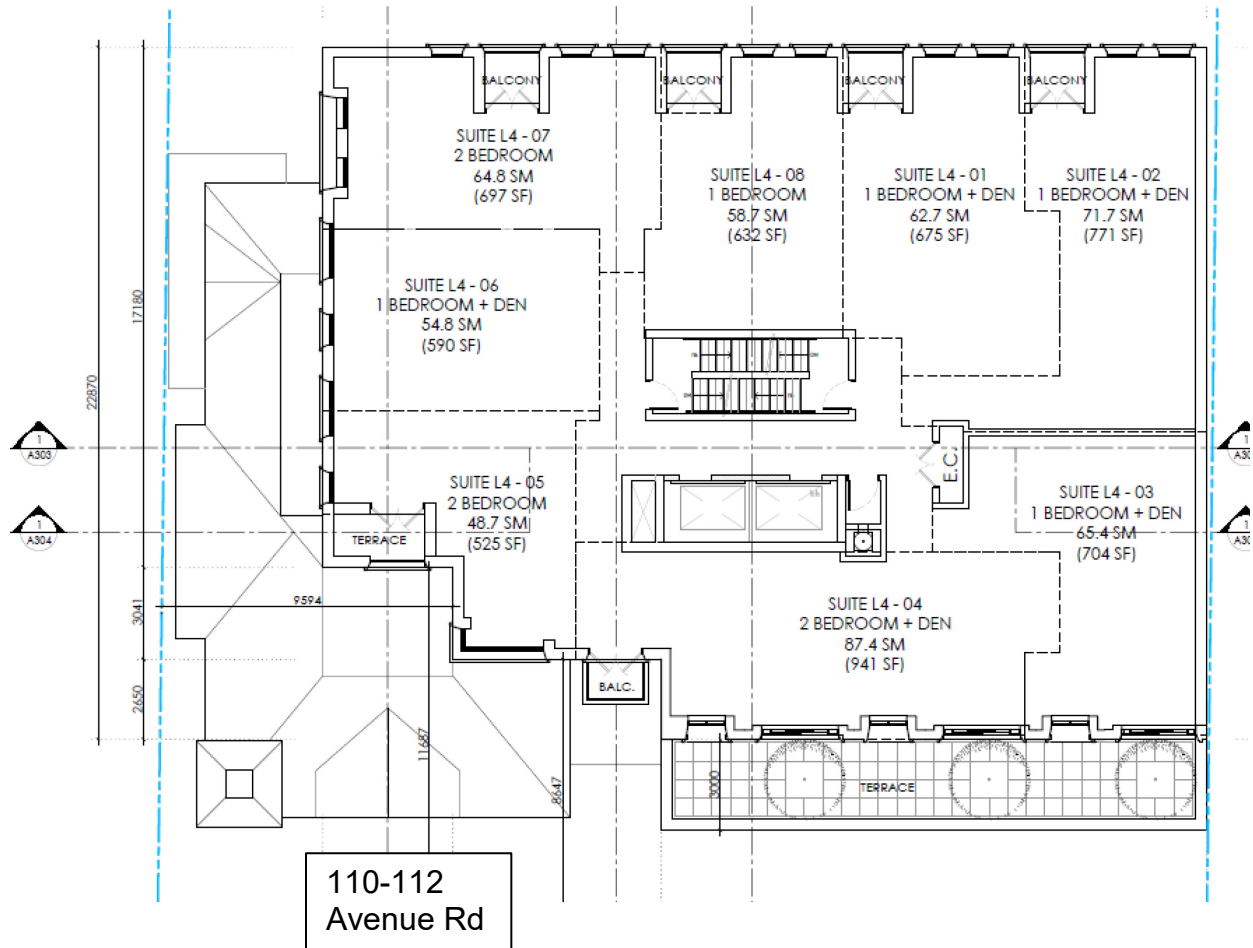 BALCONY
BALCONY
BALCONY
BALCONY
SUITE L4 - 07
2 BEDROOM
64.8 SM
(697 SF)
SUITE L4 - 08
1 BEDROOM
58.7 SM
(632 SF)
SUITE L4 - 01
1 BEDROOM + DEN
62.7 SM
(675 SF)
SUITE L4 - 02
1 BEDROOM + DEN
71.7 SM
(771 SF)
SUITE L4 - 06
1 BEDROOM + DEN
54.8 SM
(590 SF)
17180
22870
1
A303
1
A304
E.C.
SUITE L4 - 05
2 BEDROOM
48.7 SM
(525 SF)
SUITE L4 - 03
1 BEDROOM + DEN
65.4 SM
(704 SF)
1
1
TERRACE
9594
3041
2650
SUITE L4 - 04
2 BEDROOM + DEN
87.4 SM
(941 SF)
BALC.
11687
8647
3000
TERRACE
110-112
Avenue Rd